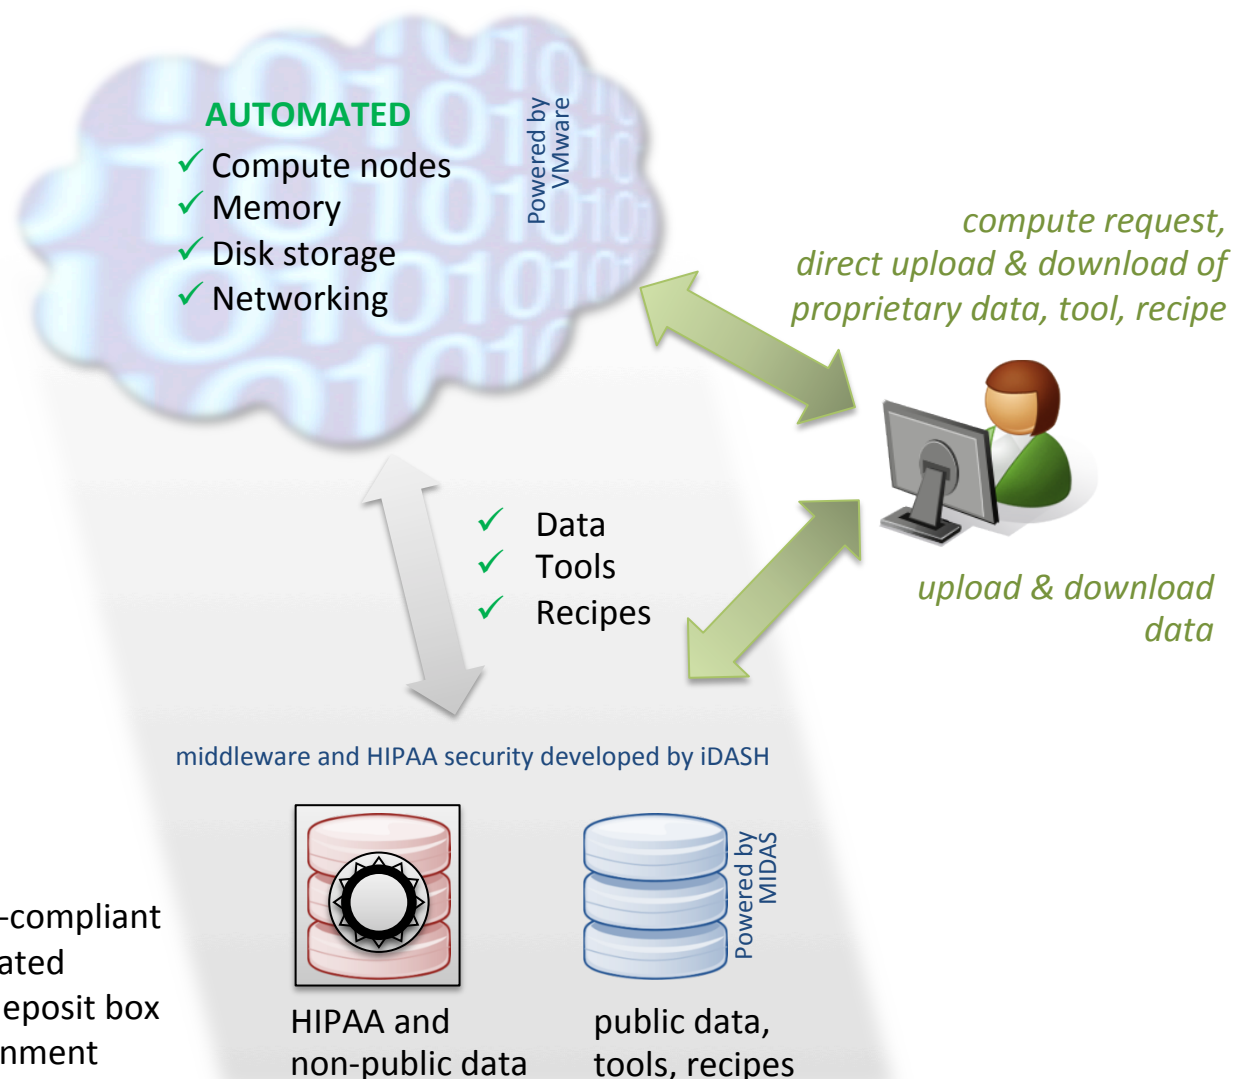 AUTOMATED
✓ Compute nodes
✓ Memory
✓ Disk storage
✓ Networking
Powered by
VMware
compute request,
direct upload & download of
proprietary data, tool, recipe
✓ Data
✓ Tools
✓ Recipes
upload & download
data
middleware and HIPAA security developed by iDASH
Powered by
MIDAS
-compliant
ated
eposit box
nment
HIPAA and
non-public data
public data,
tools, recipes